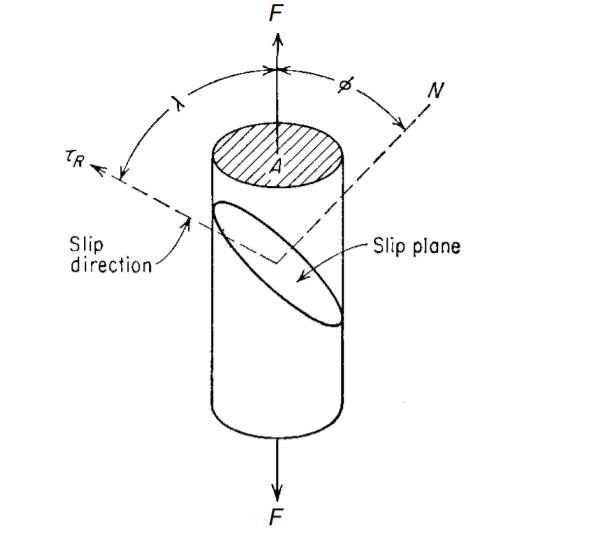 F
λ
φ
N
τR
A
Slip
direction
Slip plane
F